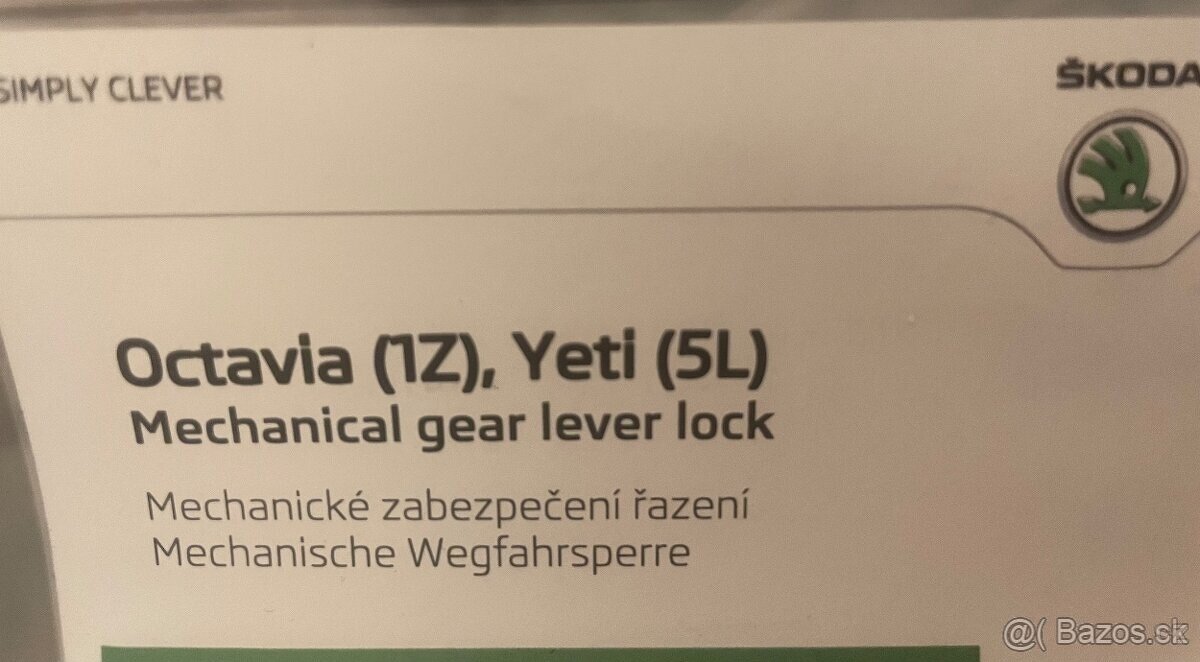 SIMPLY CLEVER
ŠKODA
Octavia (1Z), Yeti (5L)
Mechanical gear lever lock
Mechanické zabezpečení řazení
Mechanische Wegfahrsperre
@( Bazos.sk